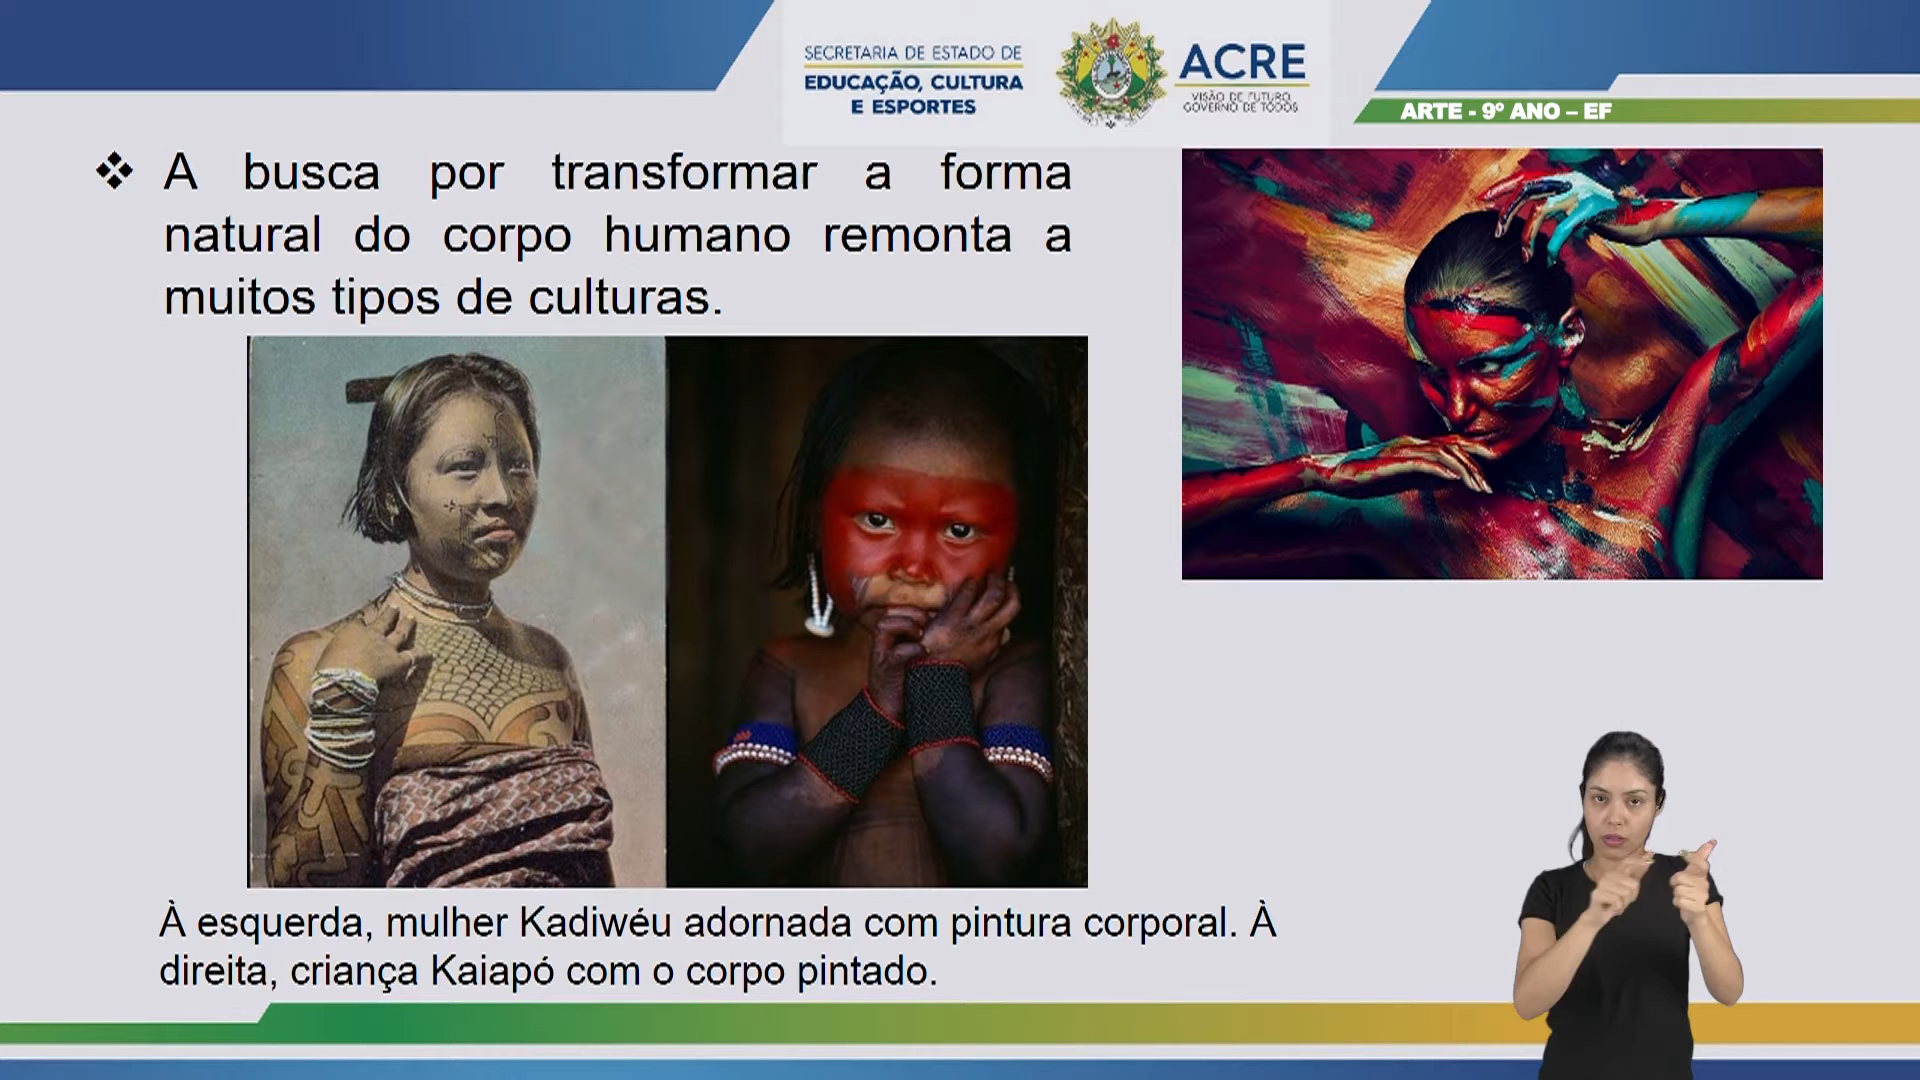 SECRETARIA DE ESTADO DE
EDUCAÇÃO, CULTURA
E ESPORTES
ACRE
VISÃO DE FUTURO,
GOVERNO DE TODOS
ARTE - 9º ANO – EF
A busca por transformar a forma
natural do corpo humano remonta a
muitos tipos de culturas.
À esquerda, mulher Kadiwéu adornada com pintura corporal. À
direita, criança Kaiapó com o corpo pintado.